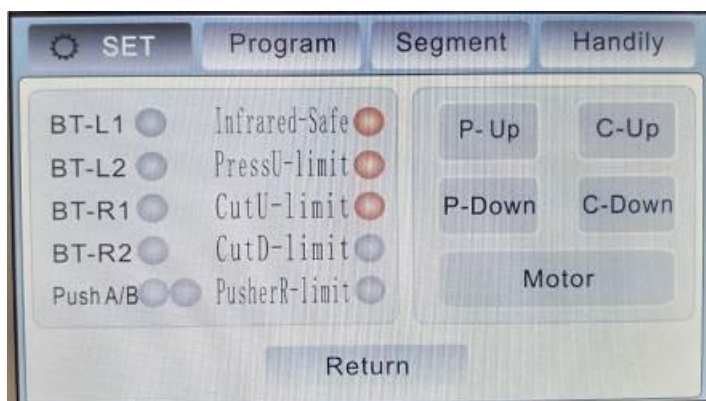 SET Program Segment Handily
BT-L1 Infrared-Safe
BT-L2 PressU-limit
BT-R1 CutU-limit
BT-R2 CutD-limit
Push A/B PusherR-limit
P- Up C-Up
P-Down C-Down
Motor
Return